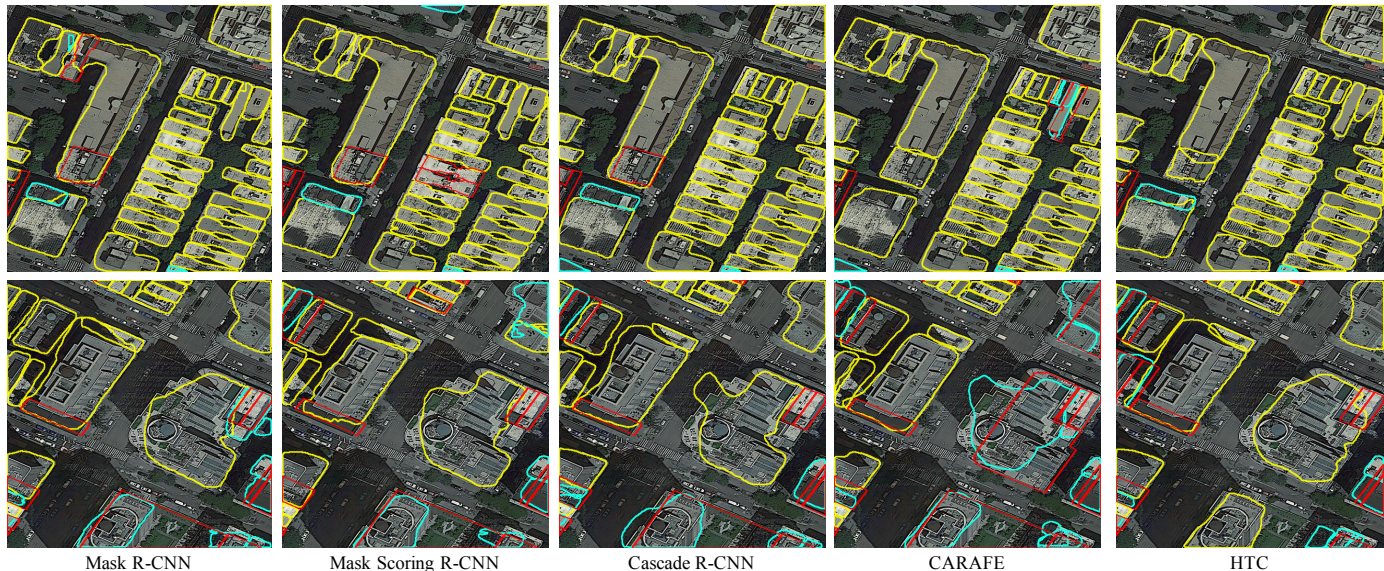 Mask R-CNN
Mask Scoring R-CNN
Cascade R-CNN
CARAFE
HTC